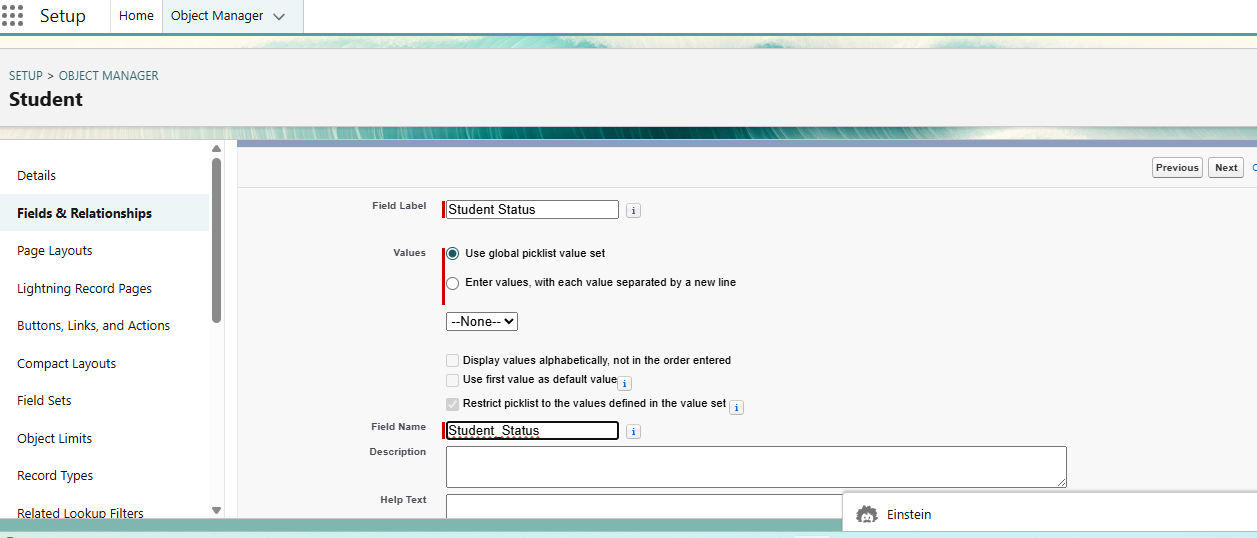 Setup Home Object Manager
SETUP > OBJECT MANAGER
Student
Details
Fields & Relationships
Page Layouts
Lightning Record Pages
Buttons, Links, and Actions
Compact Layouts
Field Sets
Object Limits
Record Types
Related Lookup Filters
Previous Next
Field Label Student Status i
Values Use global picklist value set
Enter values, with each value separated by a new line
--None--
Display values alphabetically, not in the order entered
Use first value as default value i
Restrict picklist to the values defined in the value set i
Field Name Student_Status i
Description
Help Text
Einstein